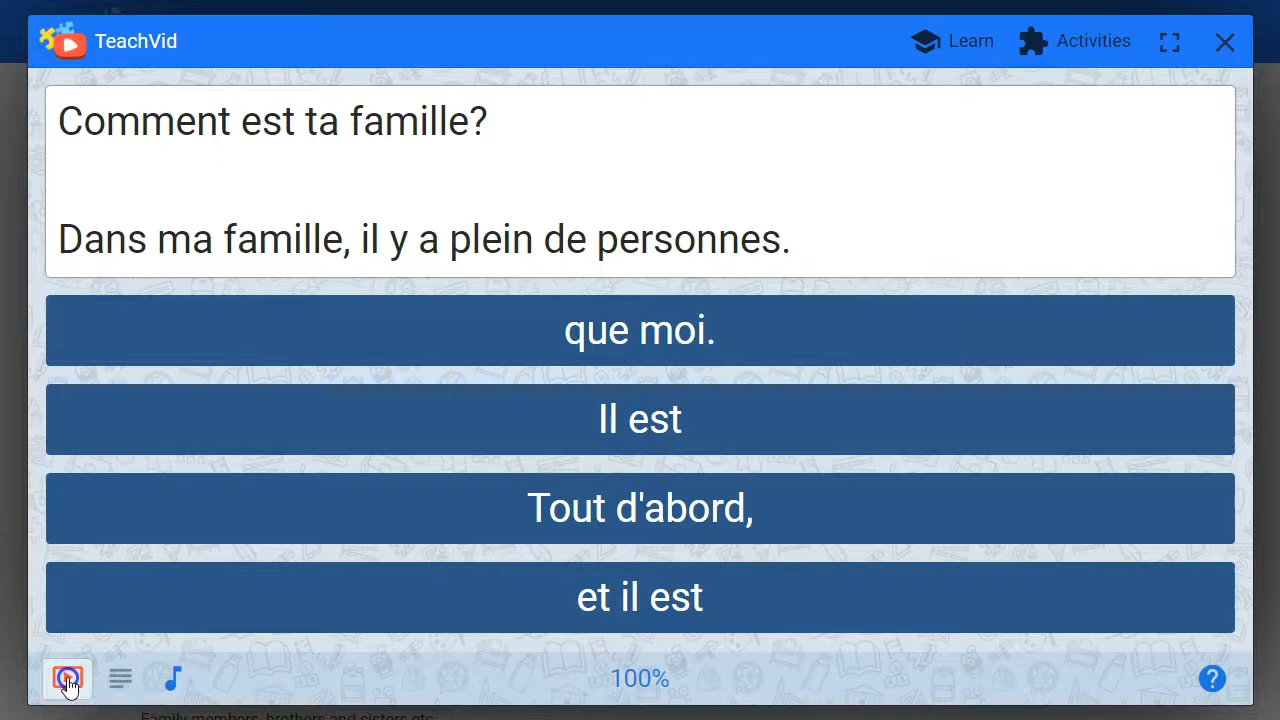 TeachVid
Learn
Activities
Comment est ta famille?
Dans ma famille, il y a plein de personnes.
que moi.
Il est
Tout d'abord,
et il est
100%
?
Family members, brothers and sisters etc